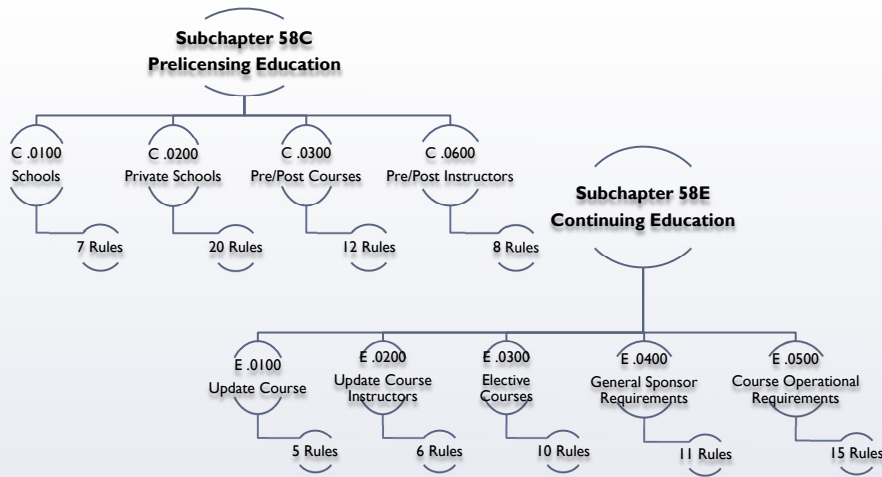 Subchapter 58C
Prelicensing Education
C .0100
Schools
7 Rules
C .0200
Private Schools
20 Rules
C .0300
Pre/Post Courses
12 Rules
C .0600
Pre/Post Instructors
8 Rules
Subchapter 58E
Continuing Education
E .0100
Update Course
5 Rules
E .0200
Update Course
Instructors
6 Rules
E .0300
Elective
Courses
10 Rules
E .0400
General Sponsor
Requirements
11 Rules
E .0500
Course Operational
Requirements
15 Rules